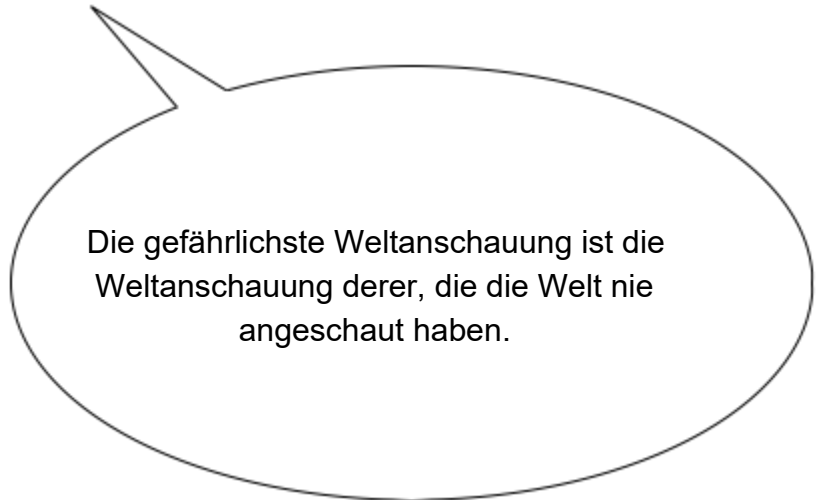 Die gefährlichste Weltanschauung ist die
Weltanschauung derer, die die Welt nie
angeschaut haben.